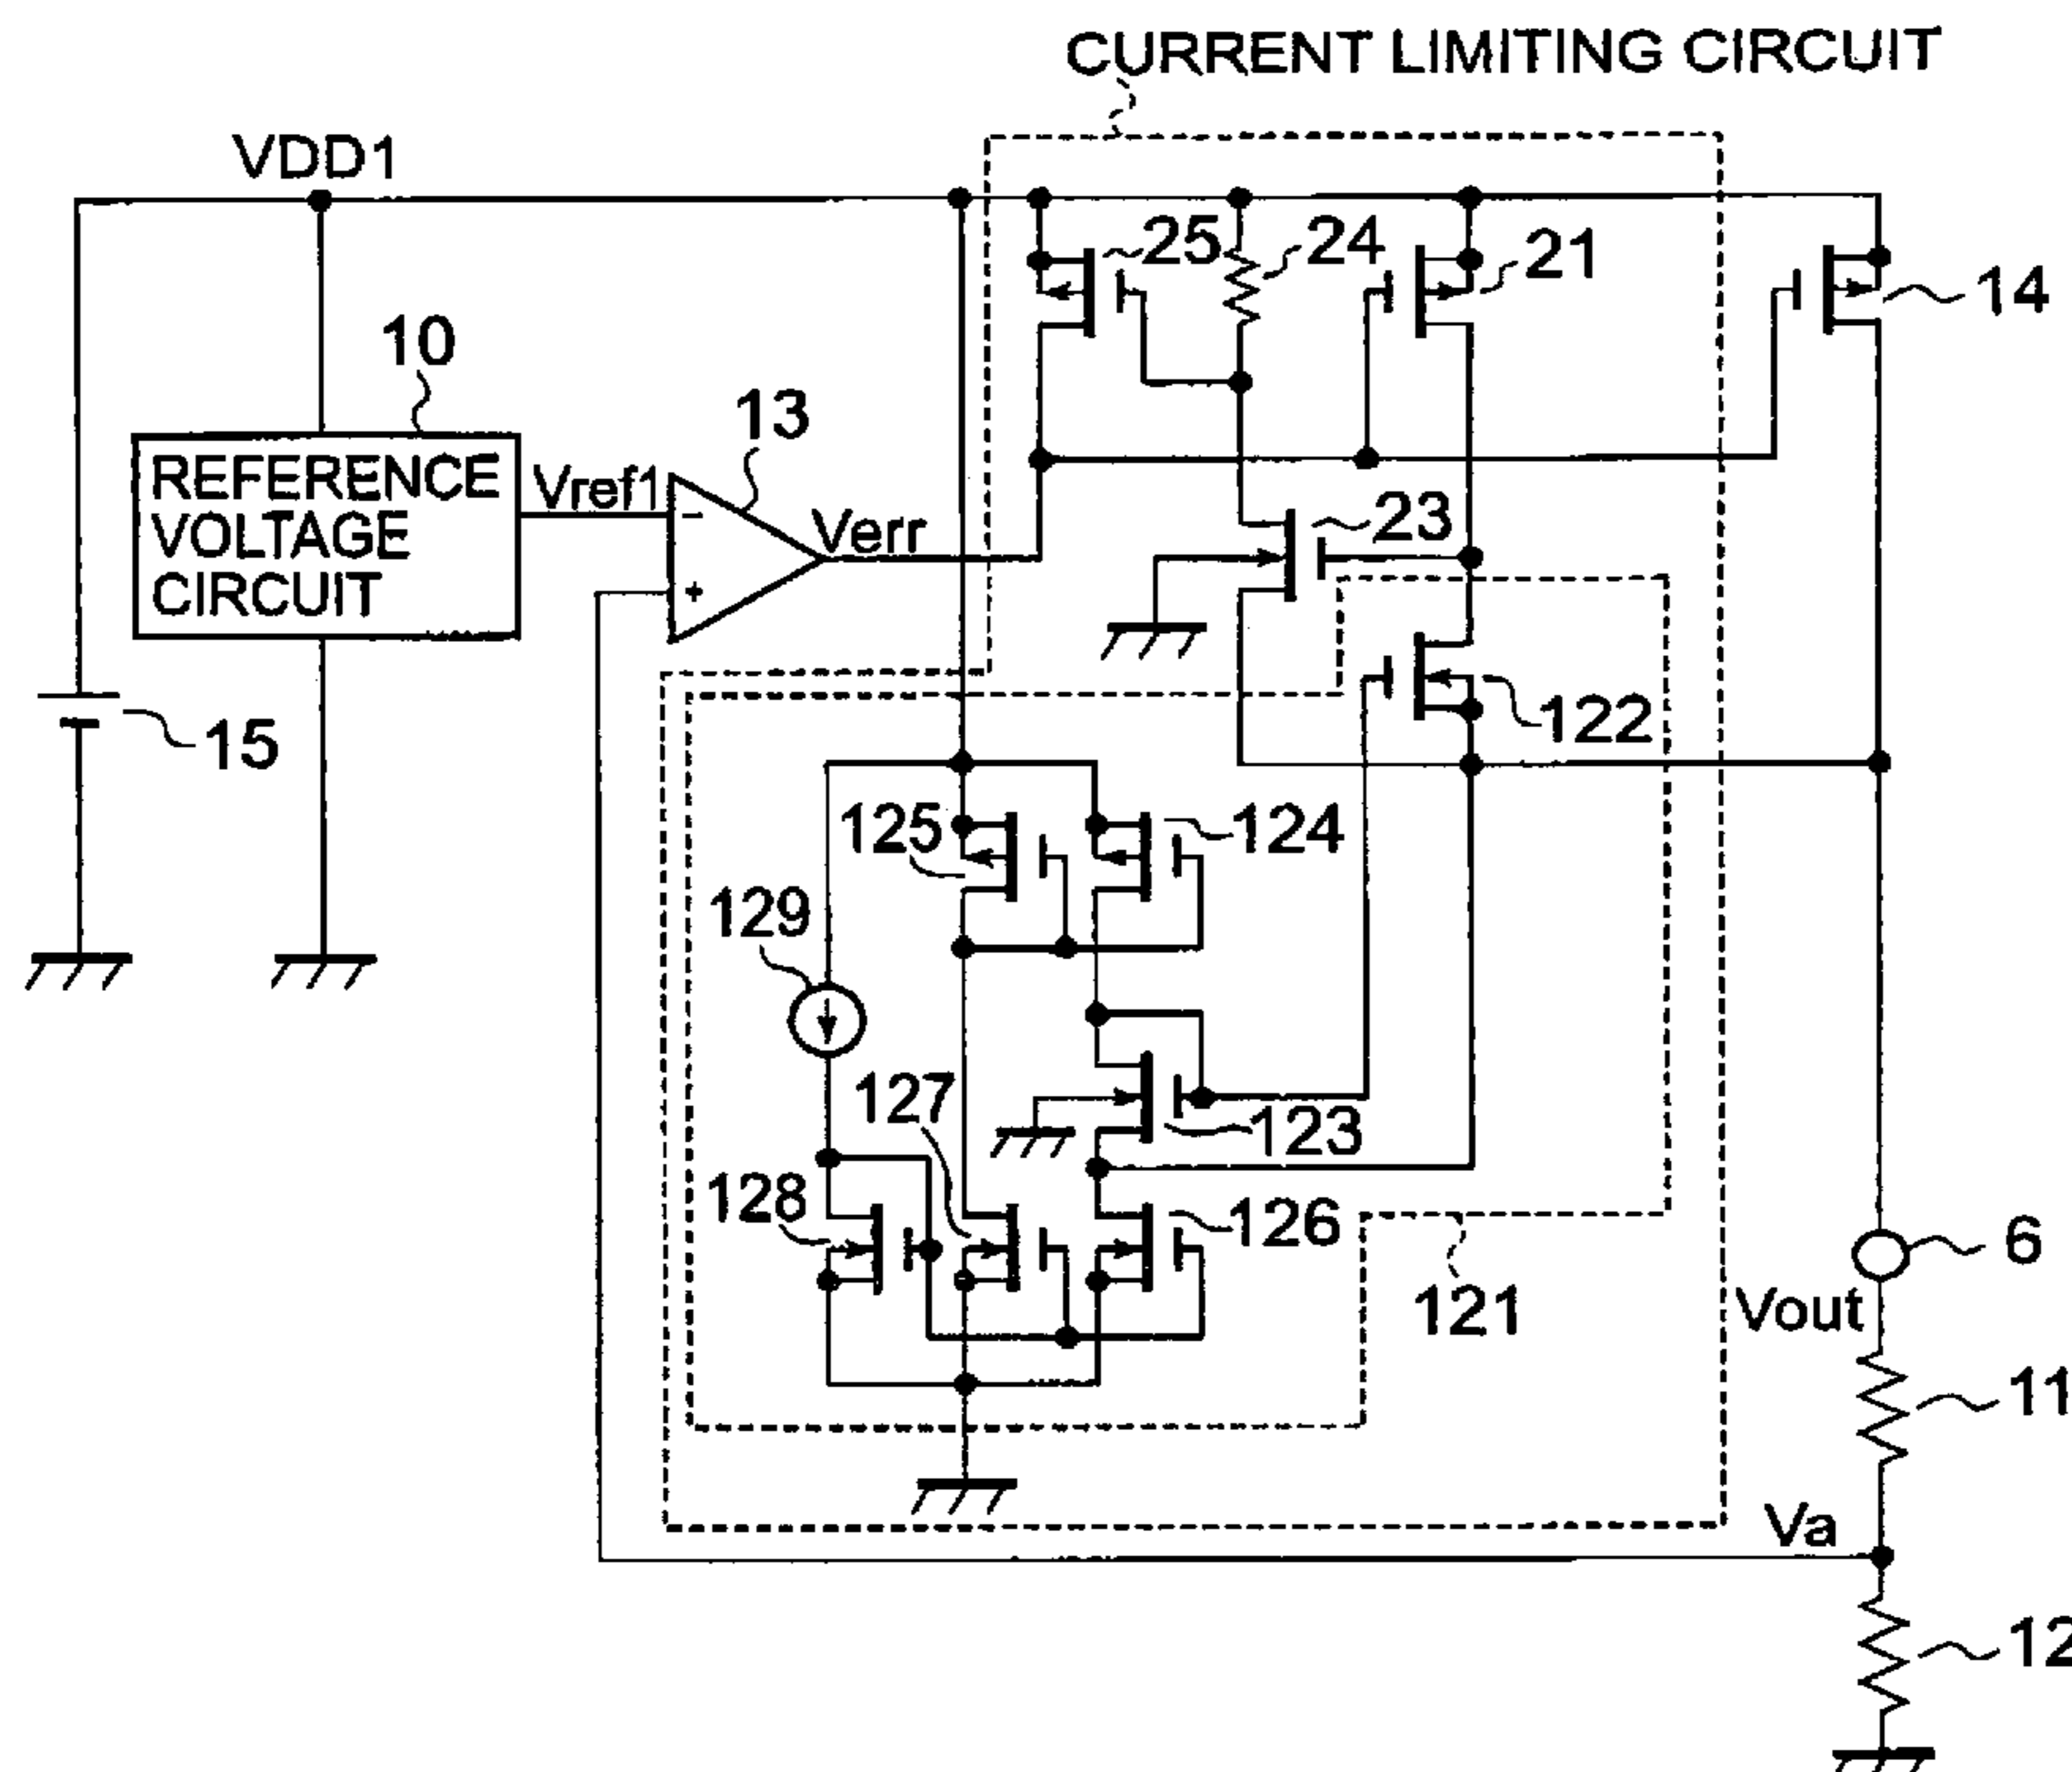 CURRENT LIMITING CIRCUIT
VDD1
25
24
21
14
10
13
REFERENCE
VOLTAGE
CIRCUIT
Vref1
-
+
Verr
23
15
122
125
124
129
127
123
128
126
6
121
Vout
11
Va
12